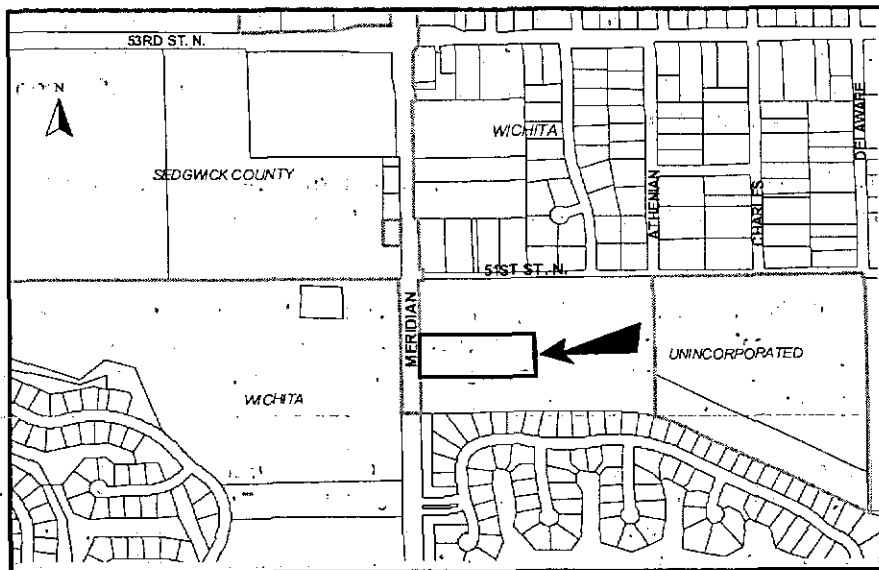 53RD ST. N.
N
WICHITA
DELAWARE
SEDGWICK COUNTY
ATHENIAN
CHARLES
51ST ST. N.
MERIDIAN
UNINCORPORATED
WICHITA